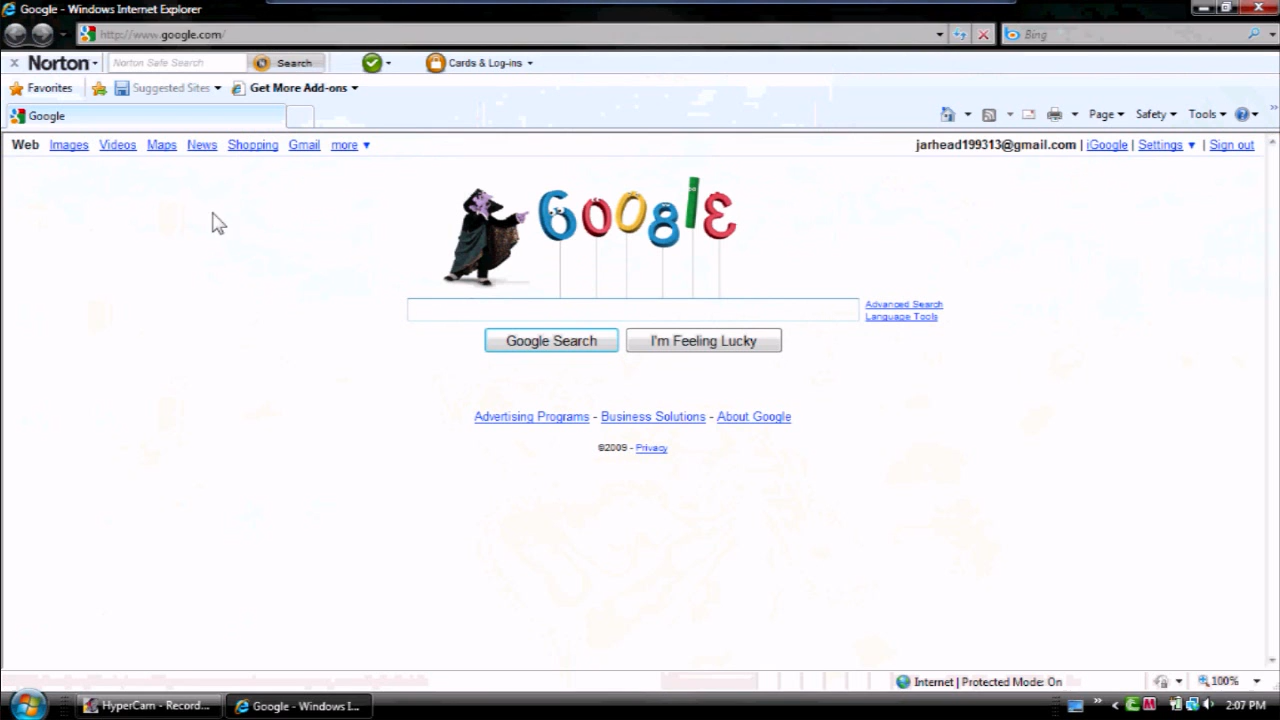 Google - Windows Internet Explorer
http://www.google.com/
Bing
x Norton Norton Safe Search Search Cards & Log-ins
Favorites Suggested Sites Get More Add-ons
Google Page Safety Tools
Web Images Videos Maps News Shopping Gmail more jarhead199313@gmail.com | iGoogle | Settings | Sign out
Advanced Search
Language Tools
Google Search I'm Feeling Lucky
Advertising Programs - Business Solutions - About Google
©2009 - Privacy
Internet | Protected Mode: On 100%
HyperCam - Record... Google - Windows I... 2:07 PM